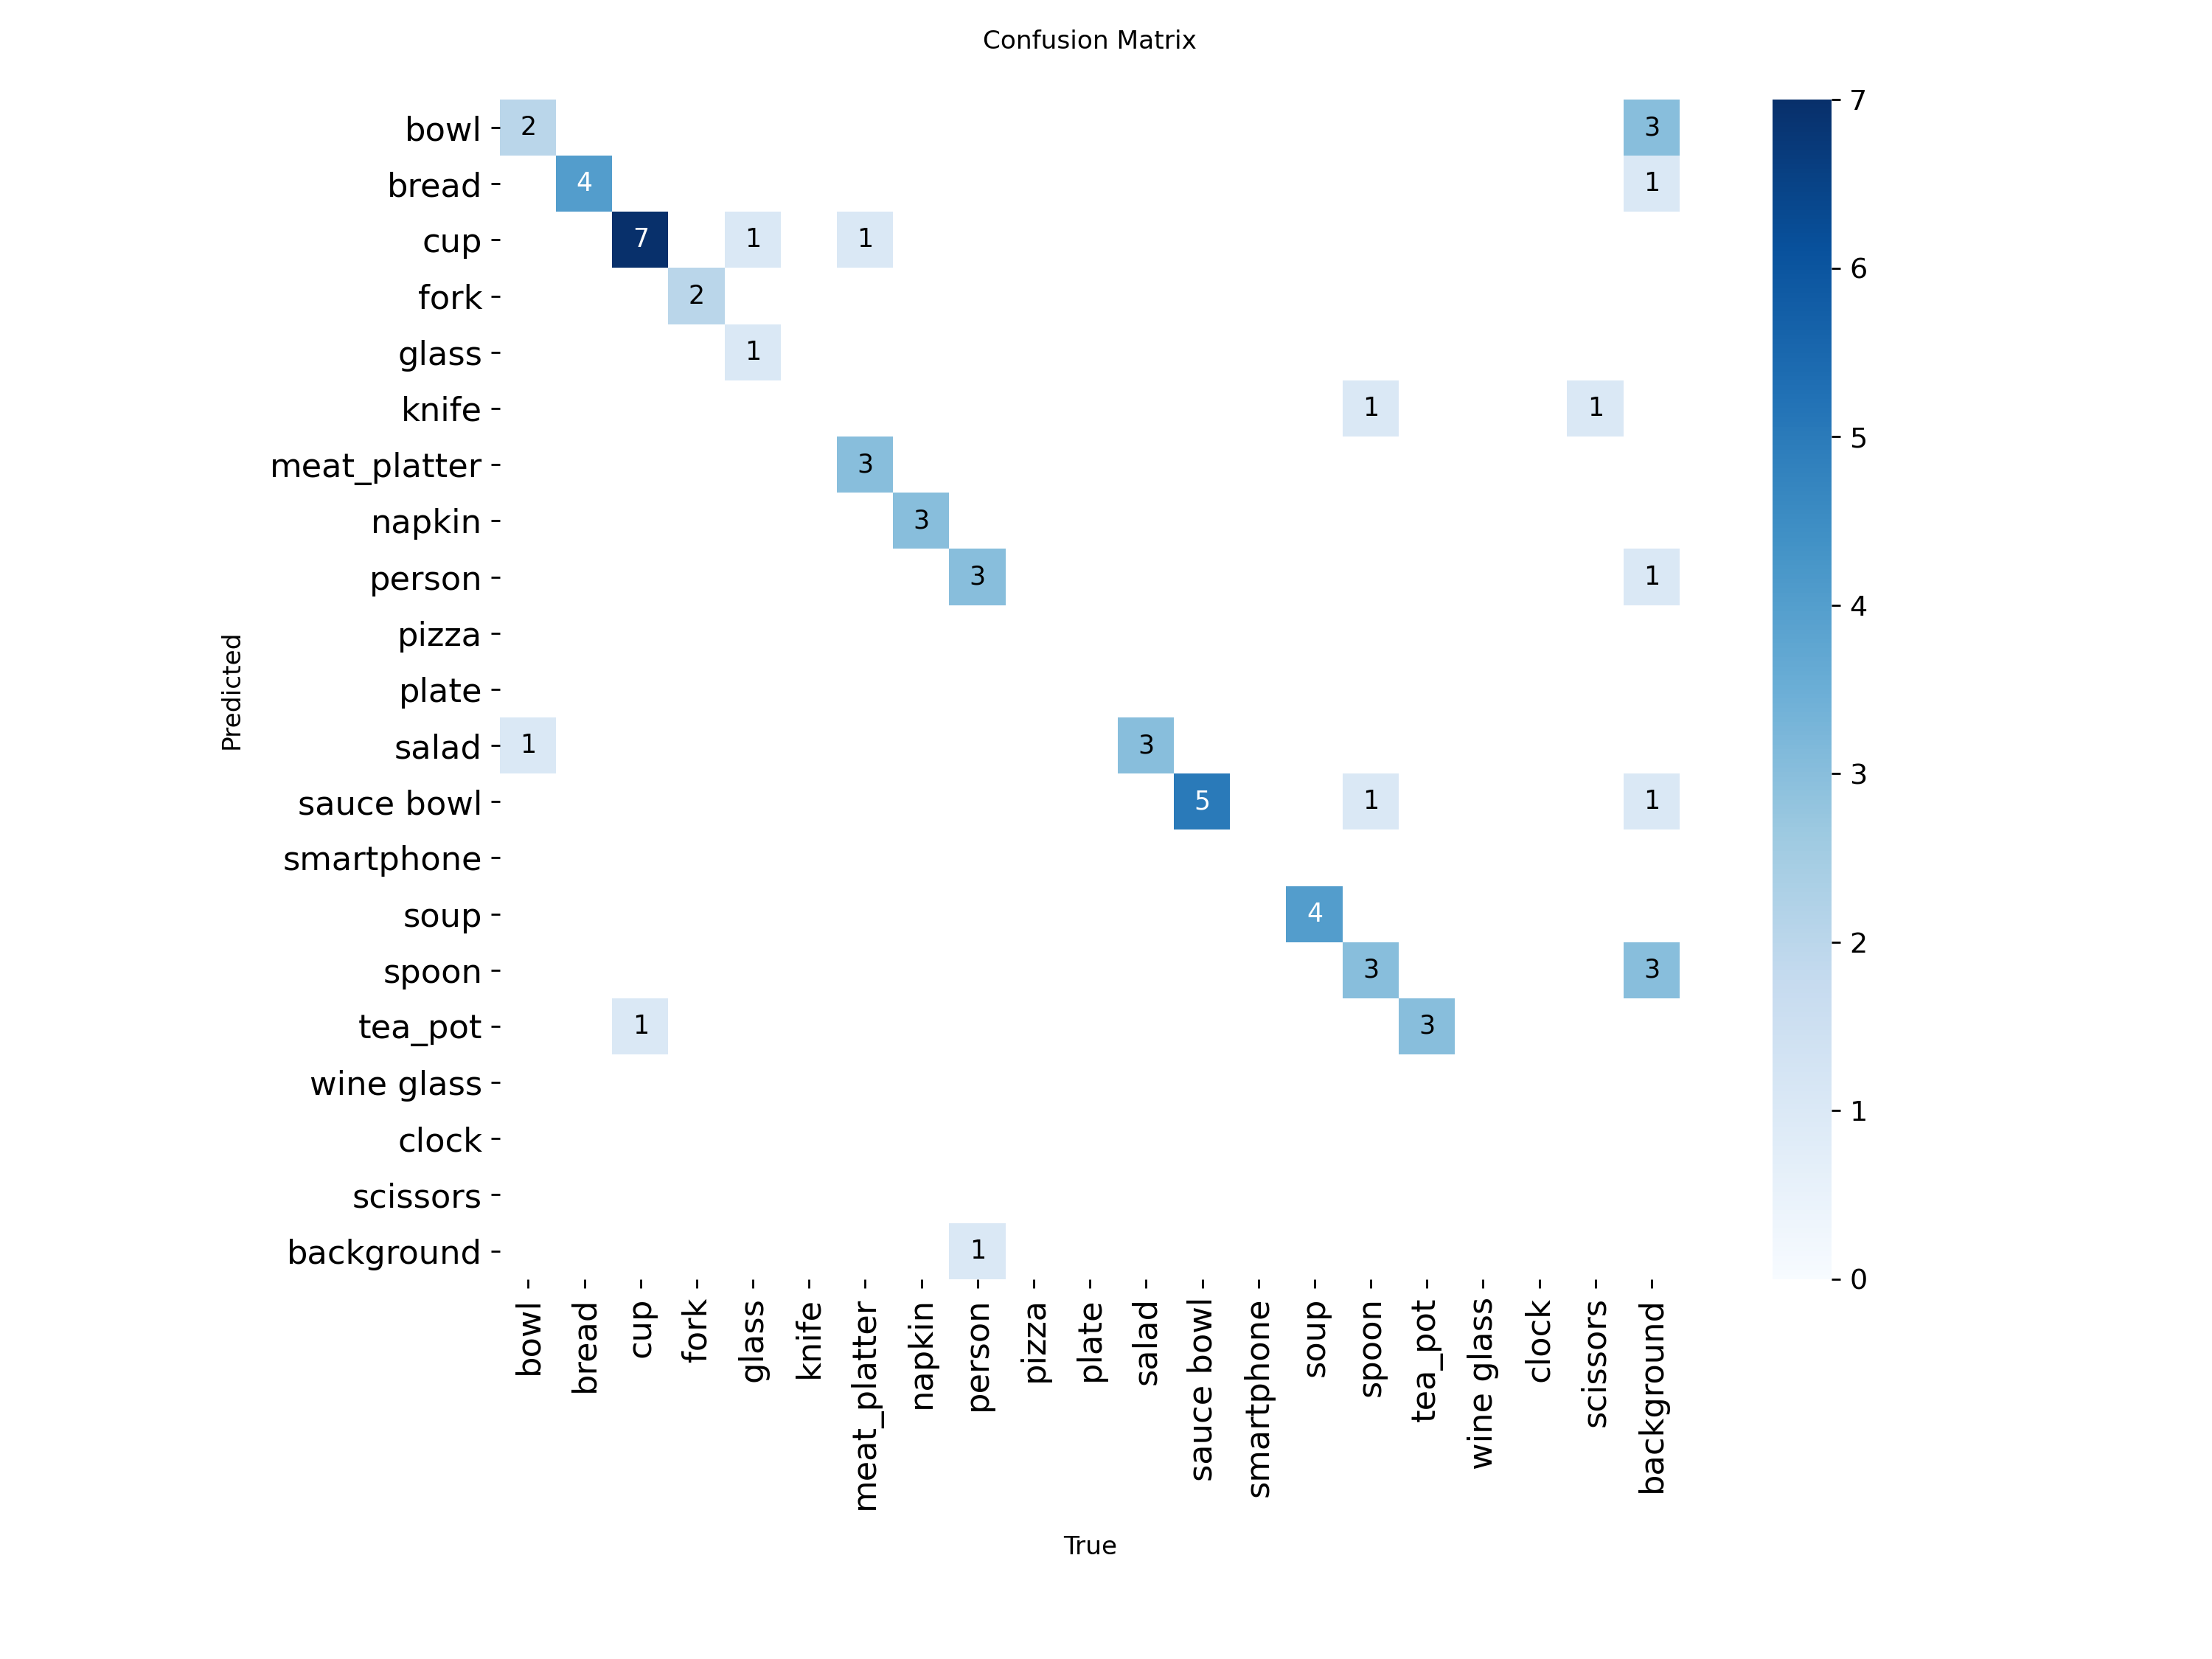 Confusion Matrix
bowl 2 3
bread 4 1
cup 7 1 1
fork 2
glass 1
knife 1 1
meat_platter 3
napkin 3
person 3 1
pizza
plate
salad 1 3
sauce bowl 5 1 1
smartphone
soup 4
spoon 3 3
tea_pot 1 3
wine glass
clock
scissors
background 1
Predicted
bowl
bread
cup
fork
glass
knife
meat_platter
napkin
person
pizza
plate
salad
sauce bowl
smartphone
soup
spoon
tea_pot
wine glass
clock
scissors
background
True
7
6
5
4
3
2
1
0